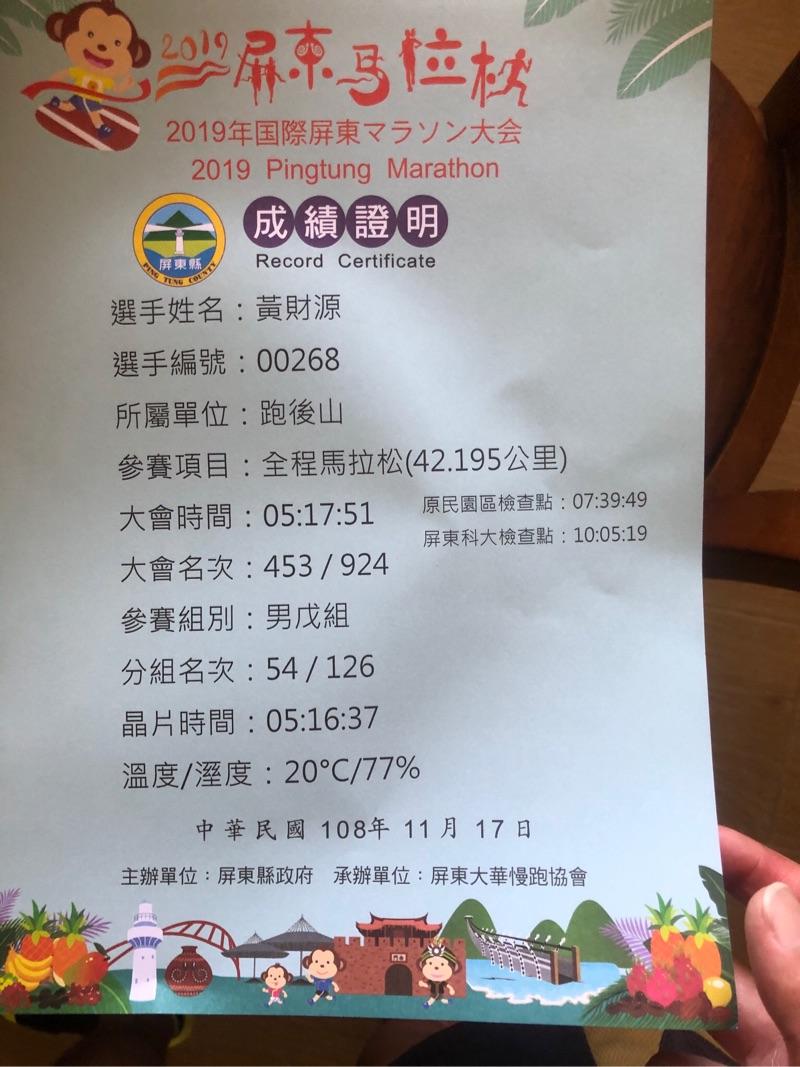 2019屏東馬拉松
2019年国際屏東マラソン大会
2019 Pingtung Marathon
屏東縣
PING TUNG COUNTY
成績證明
Record Certificate
選手姓名：黃財源
選手編號：00268
所屬單位：跑後山
參賽項目：全程馬拉松(42.195公里)
大會時間：05:17:51
原民園區檢查點：07:39:49
屏東科大檢查點：10:05:19
大會名次：453 / 924
參賽組別：男戊組
分組名次：54 / 126
晶片時間：05:16:37
溫度/溼度：20°C/77%
中華民國 108年 11月 17日
主辦單位：屏東縣政府 承辦單位：屏東大華慢跑協會